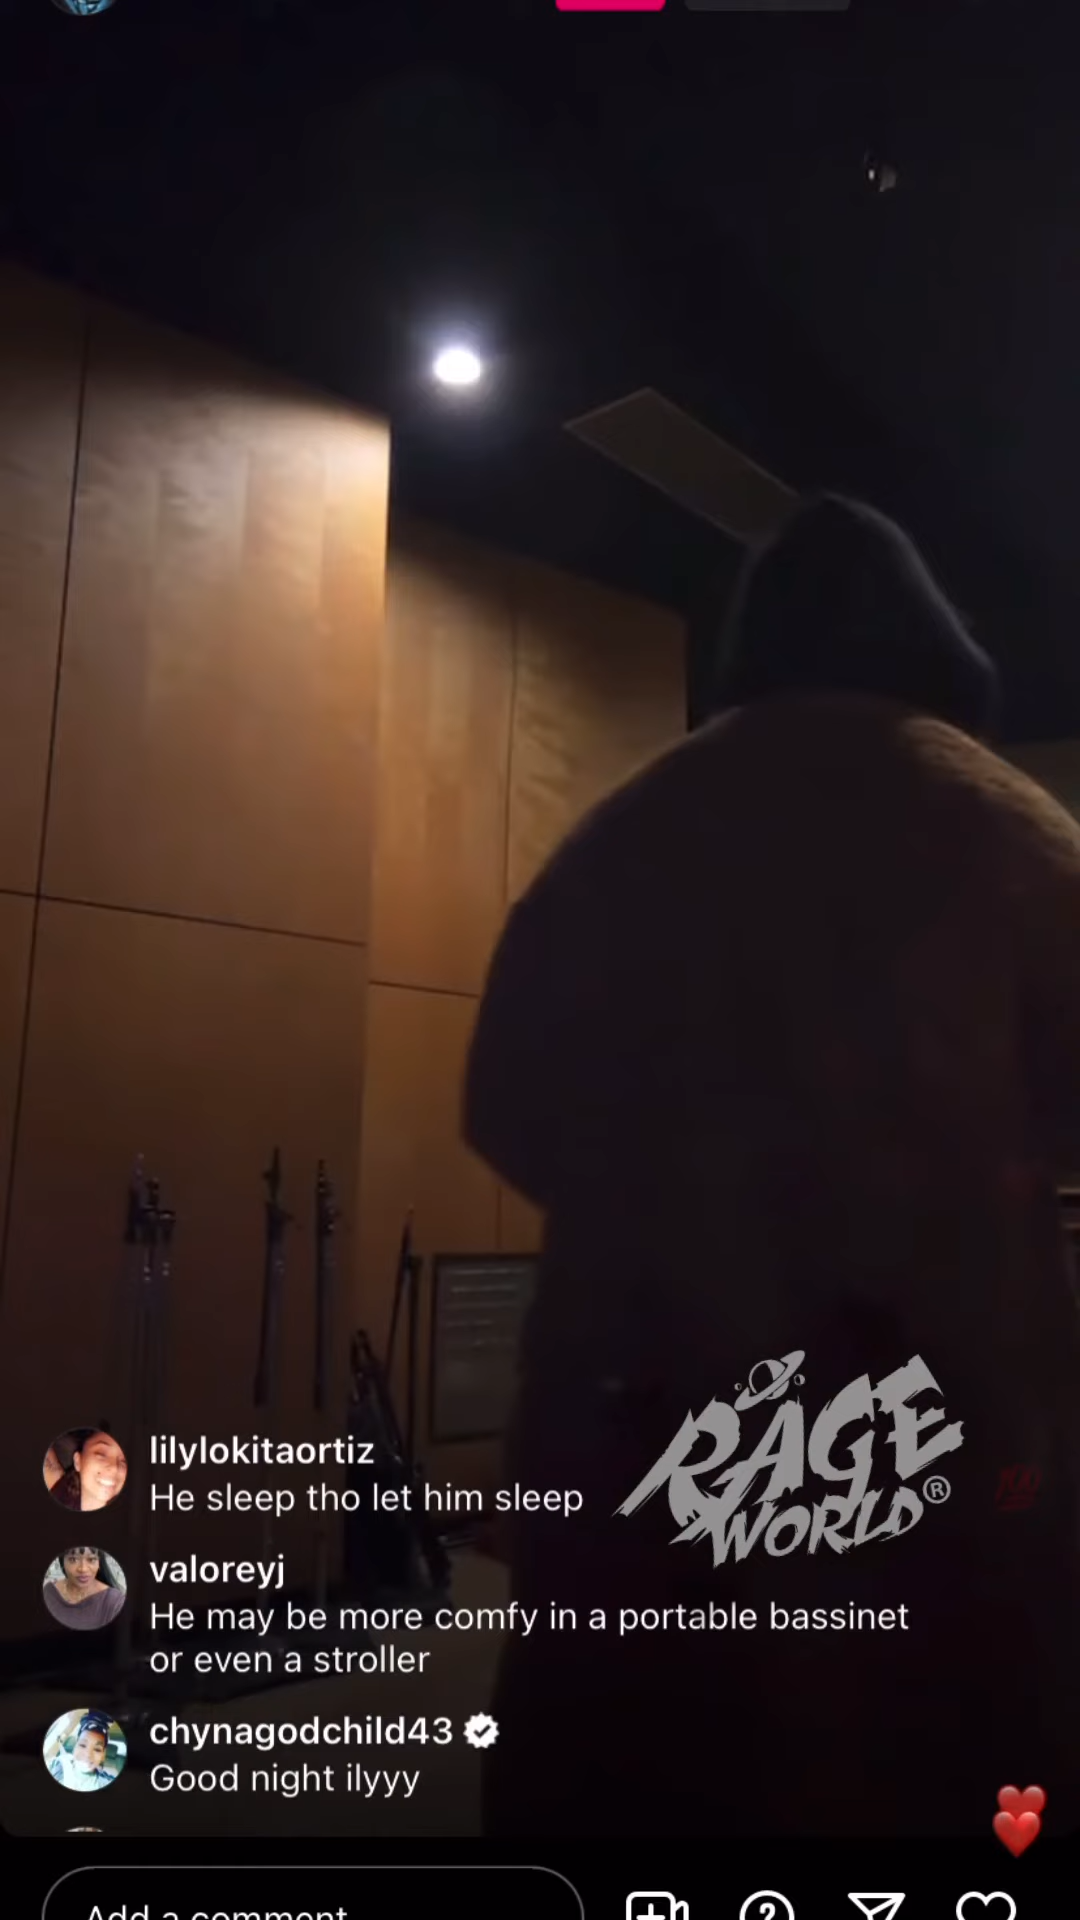 RAGE
WORLD®
lilylokitaortiz
He sleep tho let him sleep
valoreyj
He may be more comfy in a portable bassinet
or even a stroller
chynagodchild43
Good night ilyyy
Add a comment